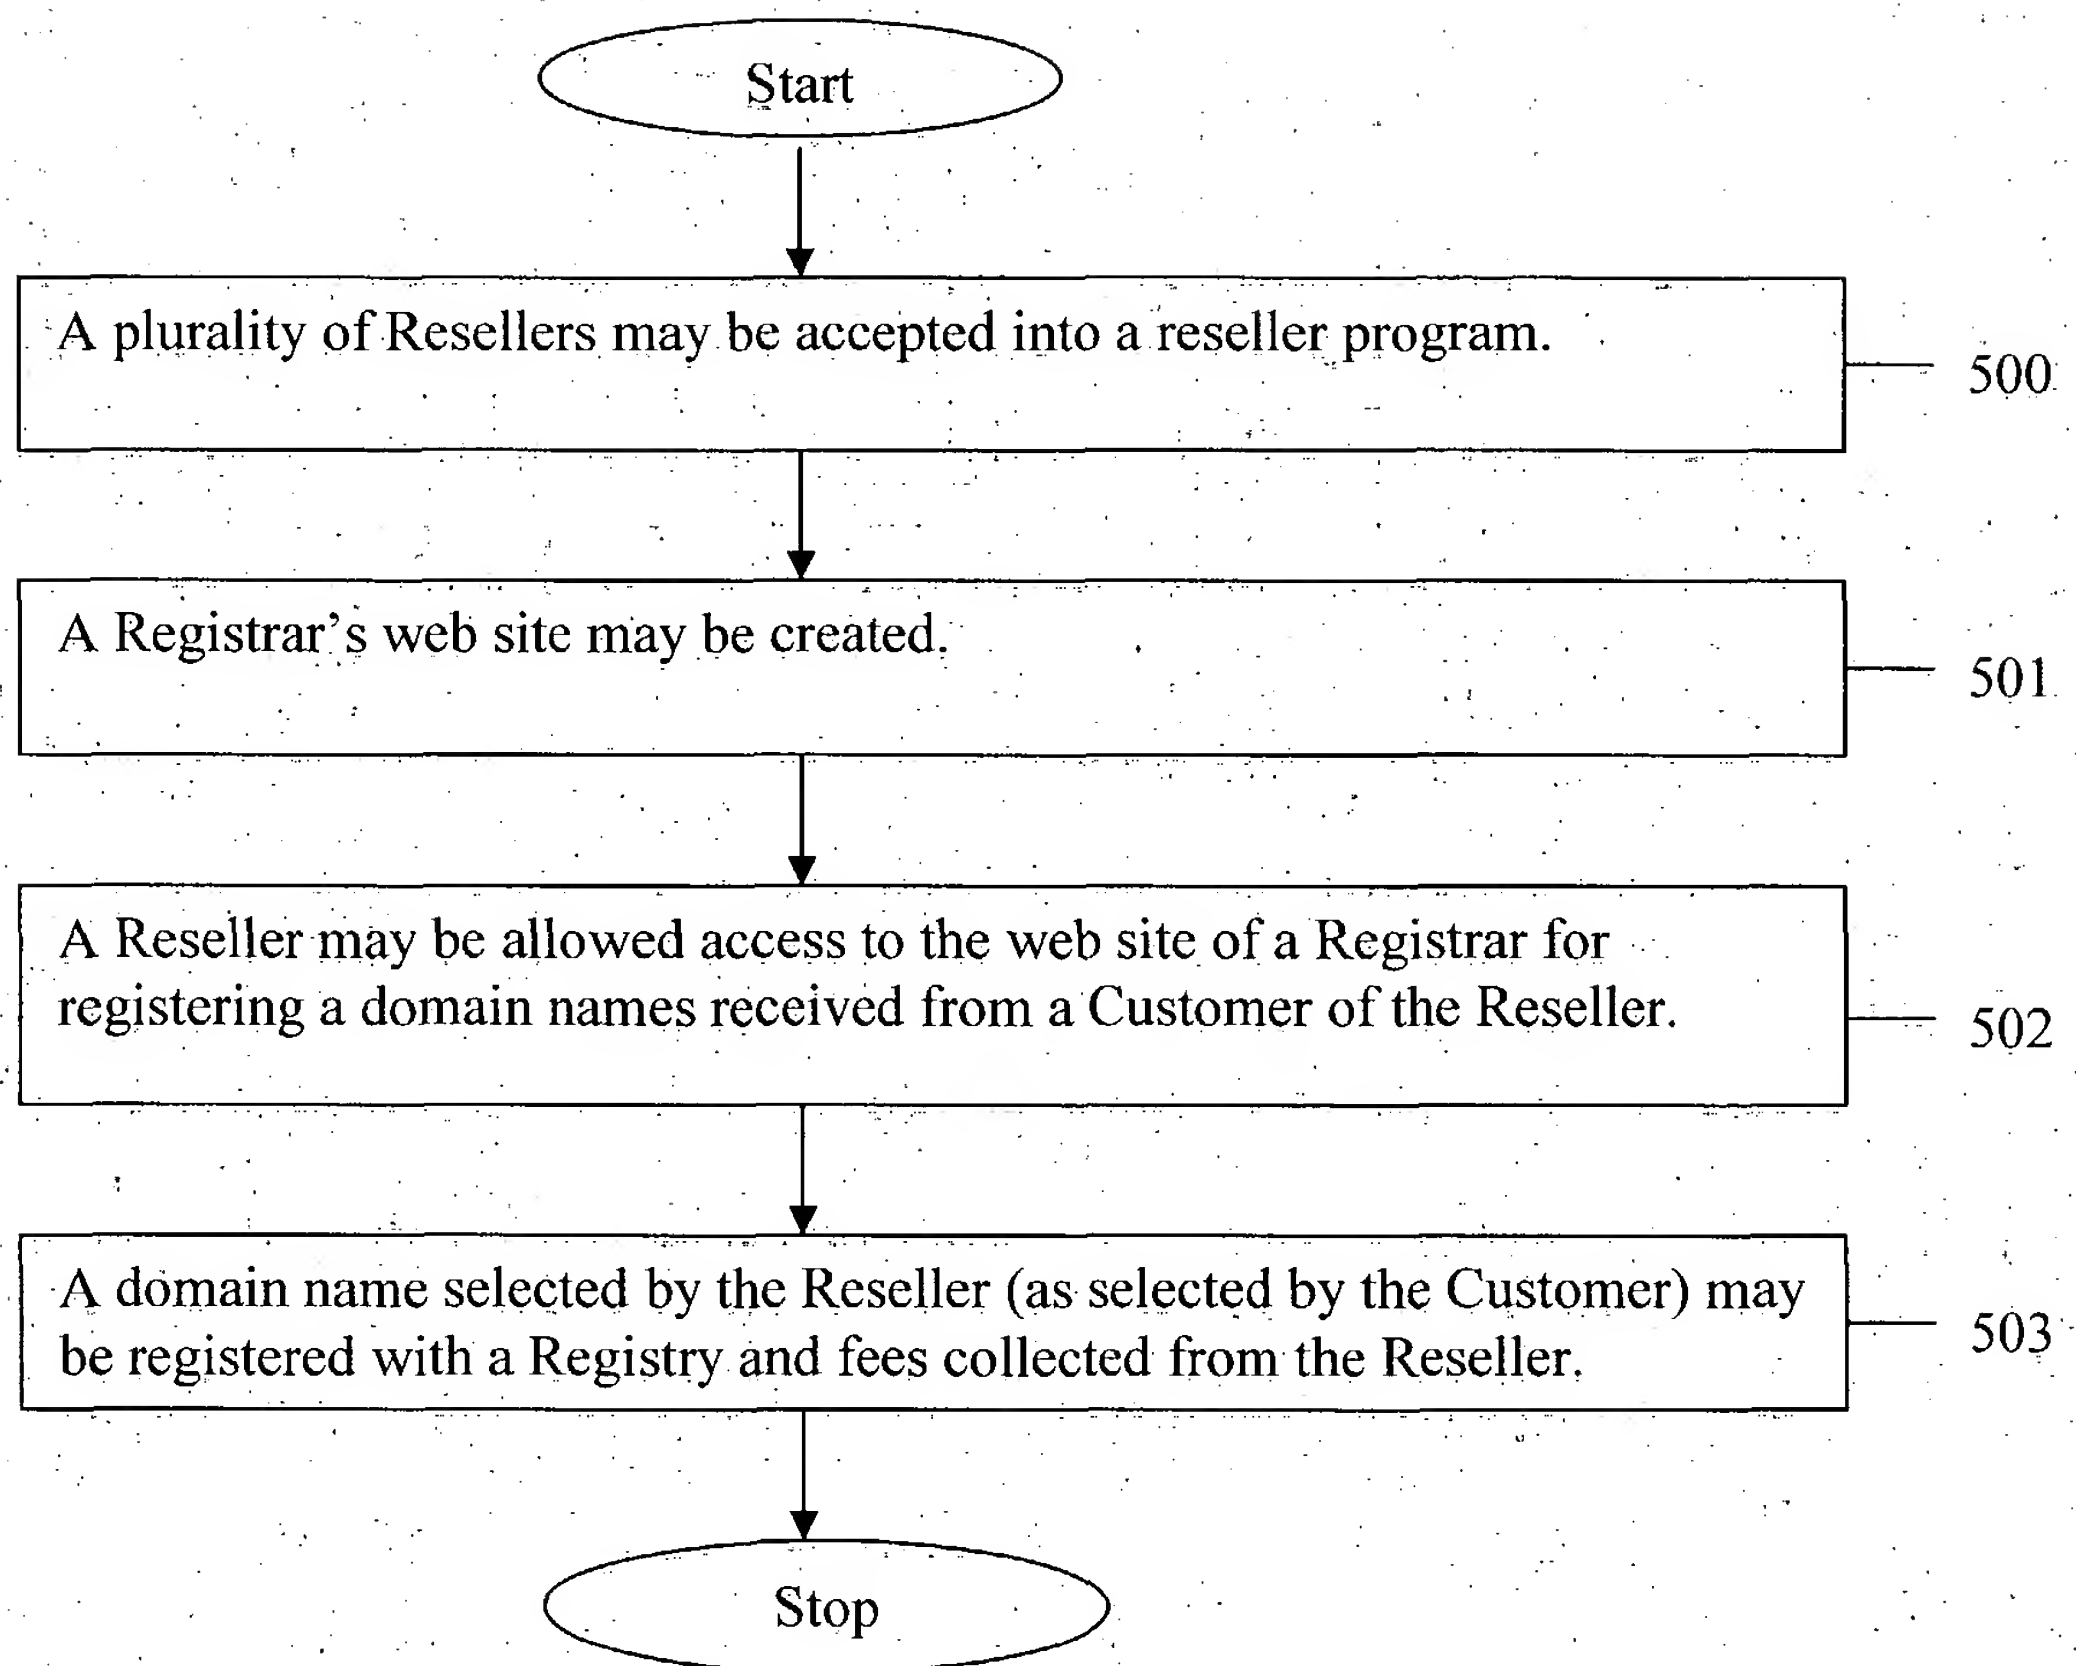 Start
A plurality of Resellers may be accepted into a reseller program.
500
A Registrar's web site may be created.
501
A Reseller may be allowed access to the web site of a Registrar for
registering a domain names received from a Customer of the Reseller.
502
A domain name selected by the Reseller (as selected by the Customer) may
be registered with a Registry and fees collected from the Reseller.
503
Stop